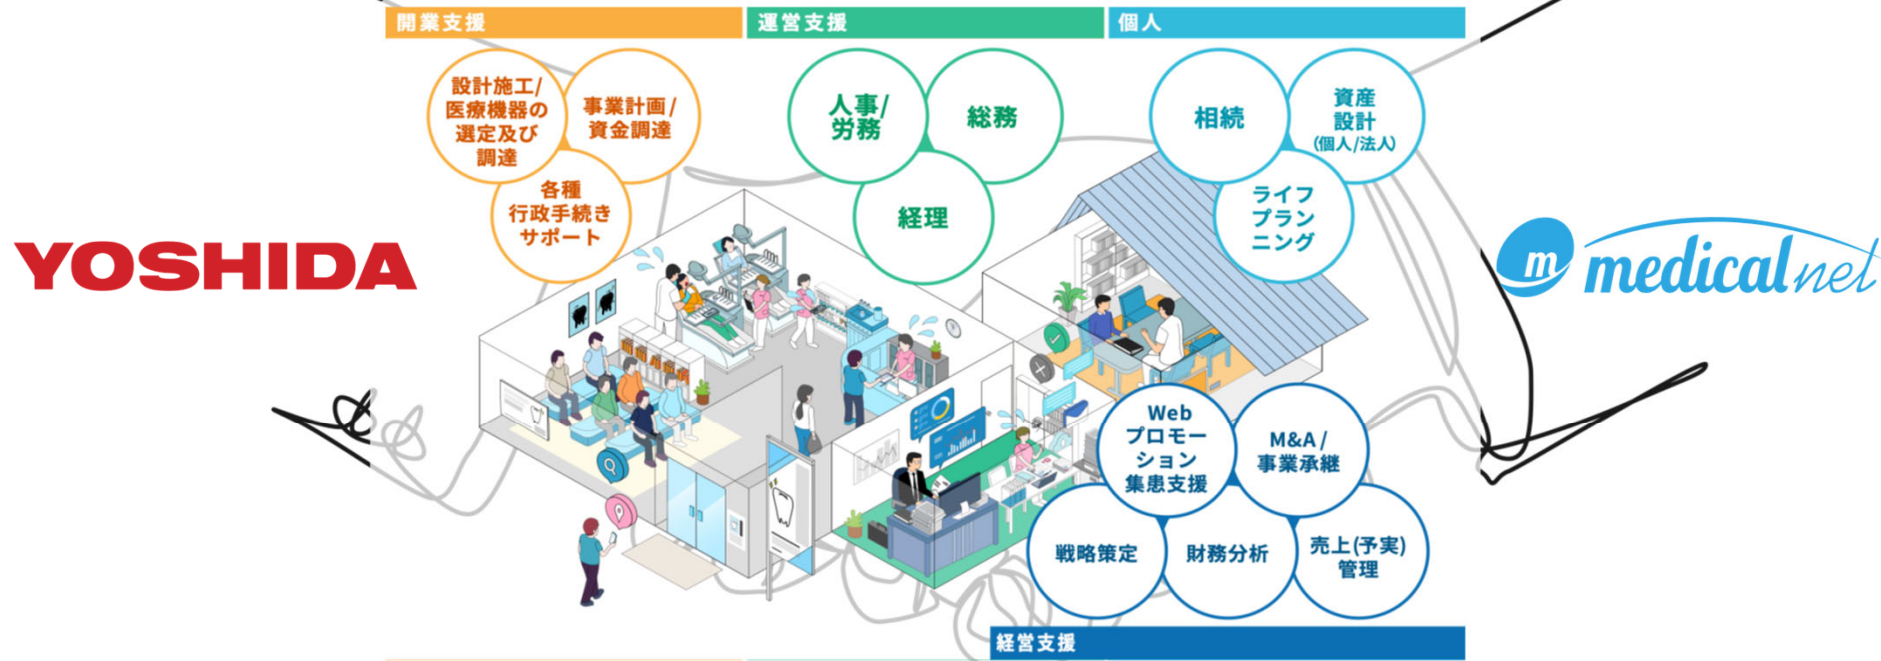 開業支援
運営支援
個人
設計施工/
医療機器の
選定及び
調達
事業計画/
資金調達
各種
行政手続き
サポート
人事/
労務
総務
経理
相続
資産
設計
(個人/法人)
ライフ
プラン
ニング
YOSHIDA
m medicalnet
Web
プロモー
ション
集患支援
M&A /
事業承継
戦略策定
財務分析
売上(予実)
管理
経営支援